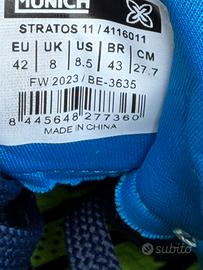 MUNICH
STRATOS 11 / 4116011
EU UK US BR CM
42 8 8.5 43 27.7
FW 2023 / BE-3635
8 445648 277360
MADE IN CHINA
subito